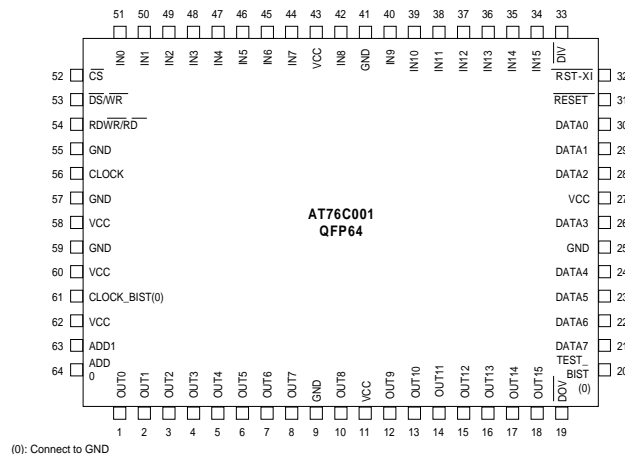 51 50 49 48 47 46 45 44 43 42 41 40 39 38 37 36 35 34 33
IN0 IN1 IN2 IN3 IN4 IN5 IN6 IN7 VCC IN8 GND IN9 IN10 IN11 IN12 IN13 IN14 IN15 DIV
52 CS
53 DS/WR
54 RDWR/RD
55 GND
56 CLOCK
57 GND
58 VCC
59 GND
60 VCC
61 CLOCK_BIST(0)
62 VCC
63 ADD1
64 ADD
0
AT76C001
QFP64
RST-XI 32
RESET 31
DATA0 30
DATA1 29
DATA2 28
VCC 27
DATA3 26
GND 25
DATA4 24
DATA5 23
DATA6 22
DATA7 21
TEST_
BIST 20
(0)
OUT0 OUT1 OUT2 OUT3 OUT4 OUT5 OUT6 OUT7 GND OUT8 VCC OUT9 OUT10 OUT11 OUT12 OUT13 OUT14 OUT15 DOV
1 2 3 4 5 6 7 8 9 10 11 12 13 14 15 16 17 18 19
(0): Connect to GND